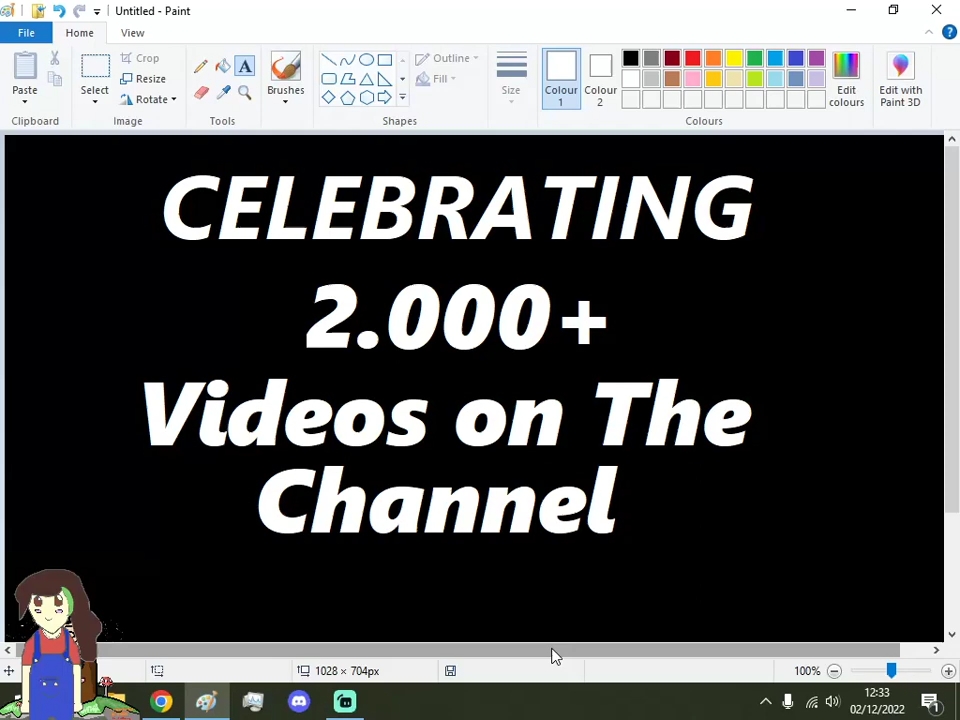 Untitled - Paint
File Home View
Paste
Clipboard
Select
Crop
Resize
Rotate
Image
A
Tools
Brushes
Outline
Fill
Shapes
Size
Colour 1
Colour 2
Edit colours
Edit with Paint 3D
Colours
CELEBRATING
2.000+
Videos on The
Channel
1028 × 704px
100%
12:33
02/12/2022
1